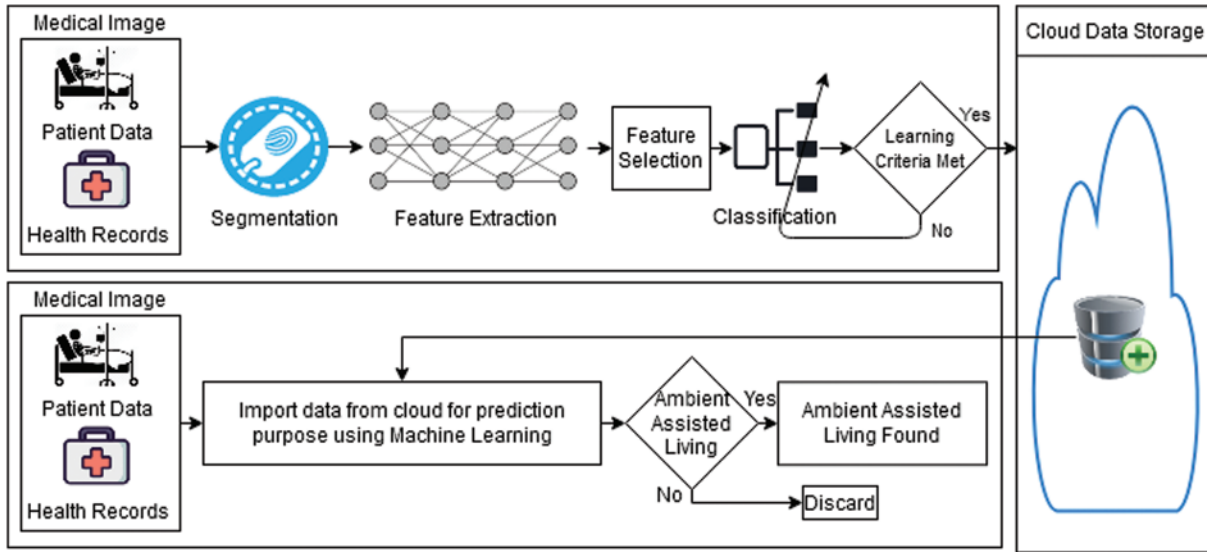 Medical Image
Patient Data
Health Records
Segmentation
Feature Extraction
Feature
Selection
Classification
Learning
Criteria Met
Yes
No
Cloud Data Storage
Medical Image
Patient Data
Health Records
Import data from cloud for prediction
purpose using Machine Learning
Ambient
Assisted
Living
Yes
No
Ambient Assisted
Living Found
Discard